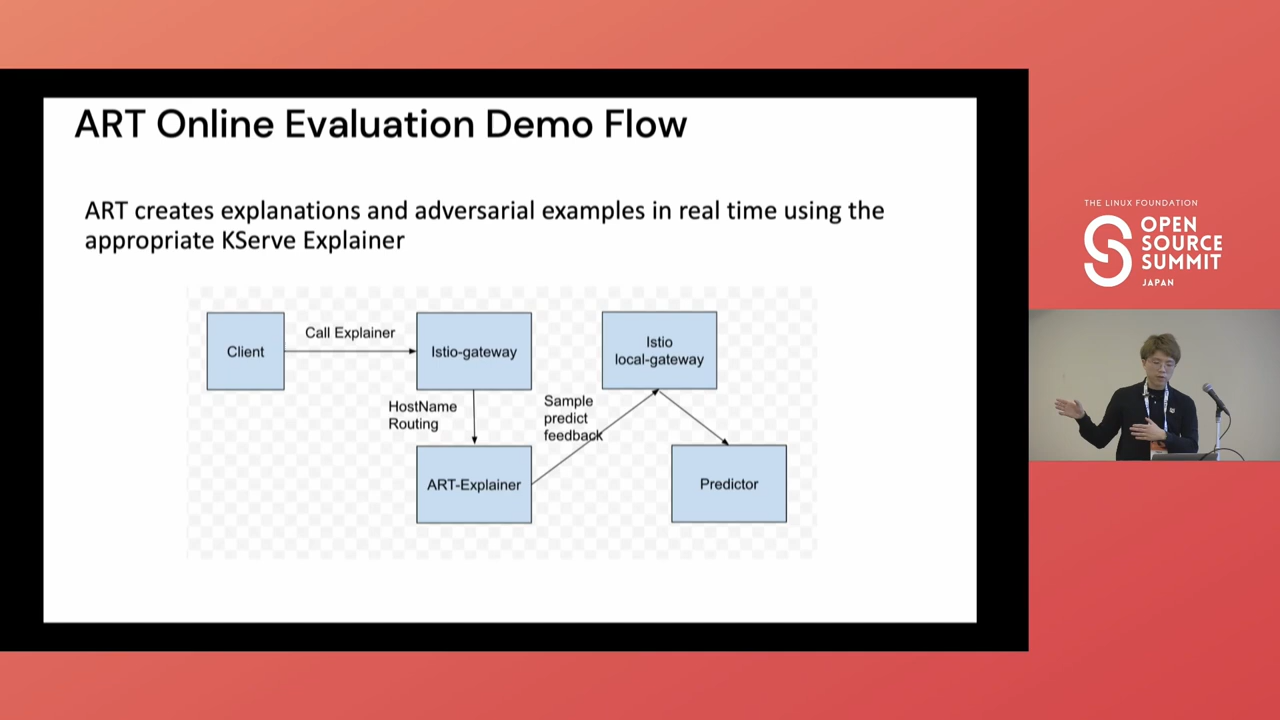 ART Online Evaluation Demo Flow
ART creates explanations and adversarial examples in real time using the
appropriate KServe Explainer
Client
Call Explainer
Istio-gateway
Istio
local-gateway
HostName
Routing
Sample
predict
feedback
ART-Explainer
Predictor
THE LINUX FOUNDATION
OPEN
SOURCE
SUMMIT
JAPAN